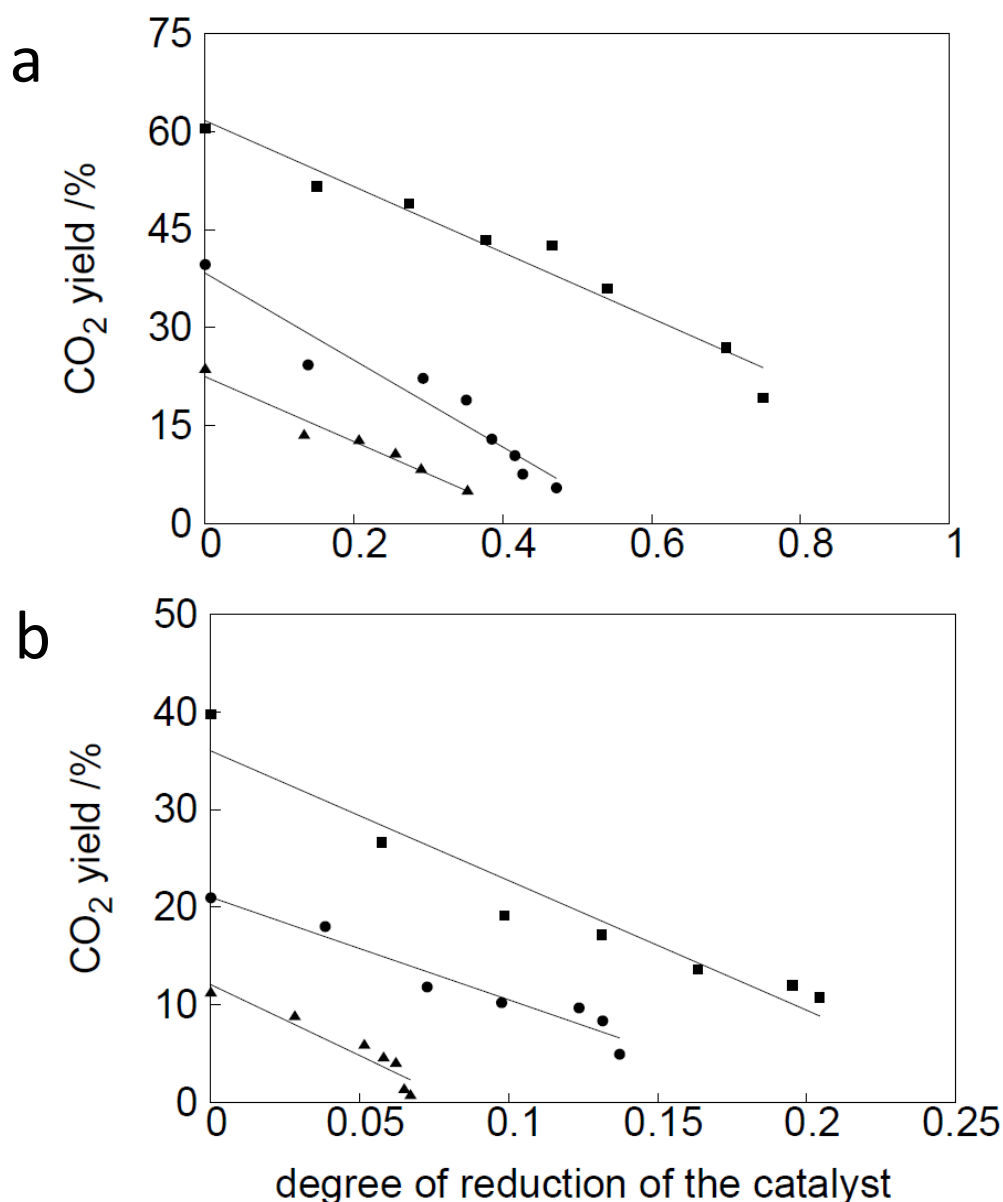 a
75
60
45
30
15
0
CO₂ yield /%
0 0.2 0.4 0.6 0.8 1
b
50
40
30
20
10
0
CO₂ yield /%
0 0.05 0.1 0.15 0.2 0.25
degree of reduction of the catalyst